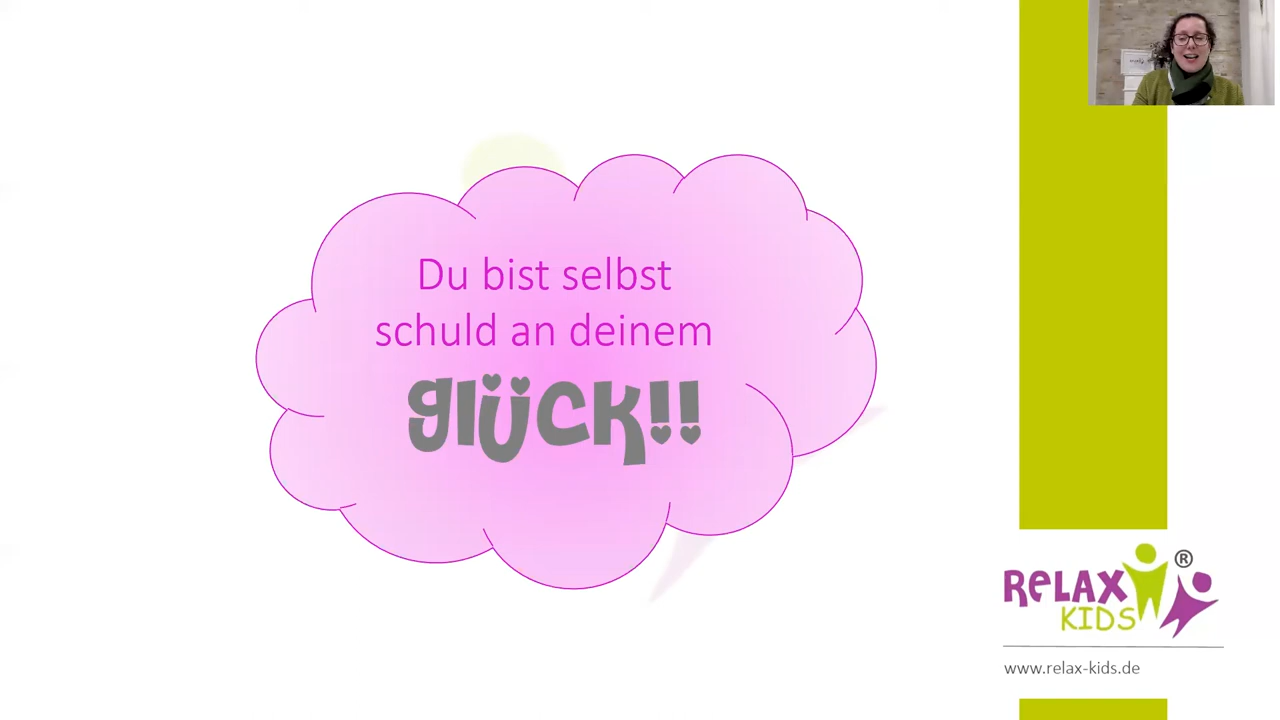 Du bist selbst
schuld an deinem
GLÜCK!!
RELAX
KIDS
®
www.relax-kids.de